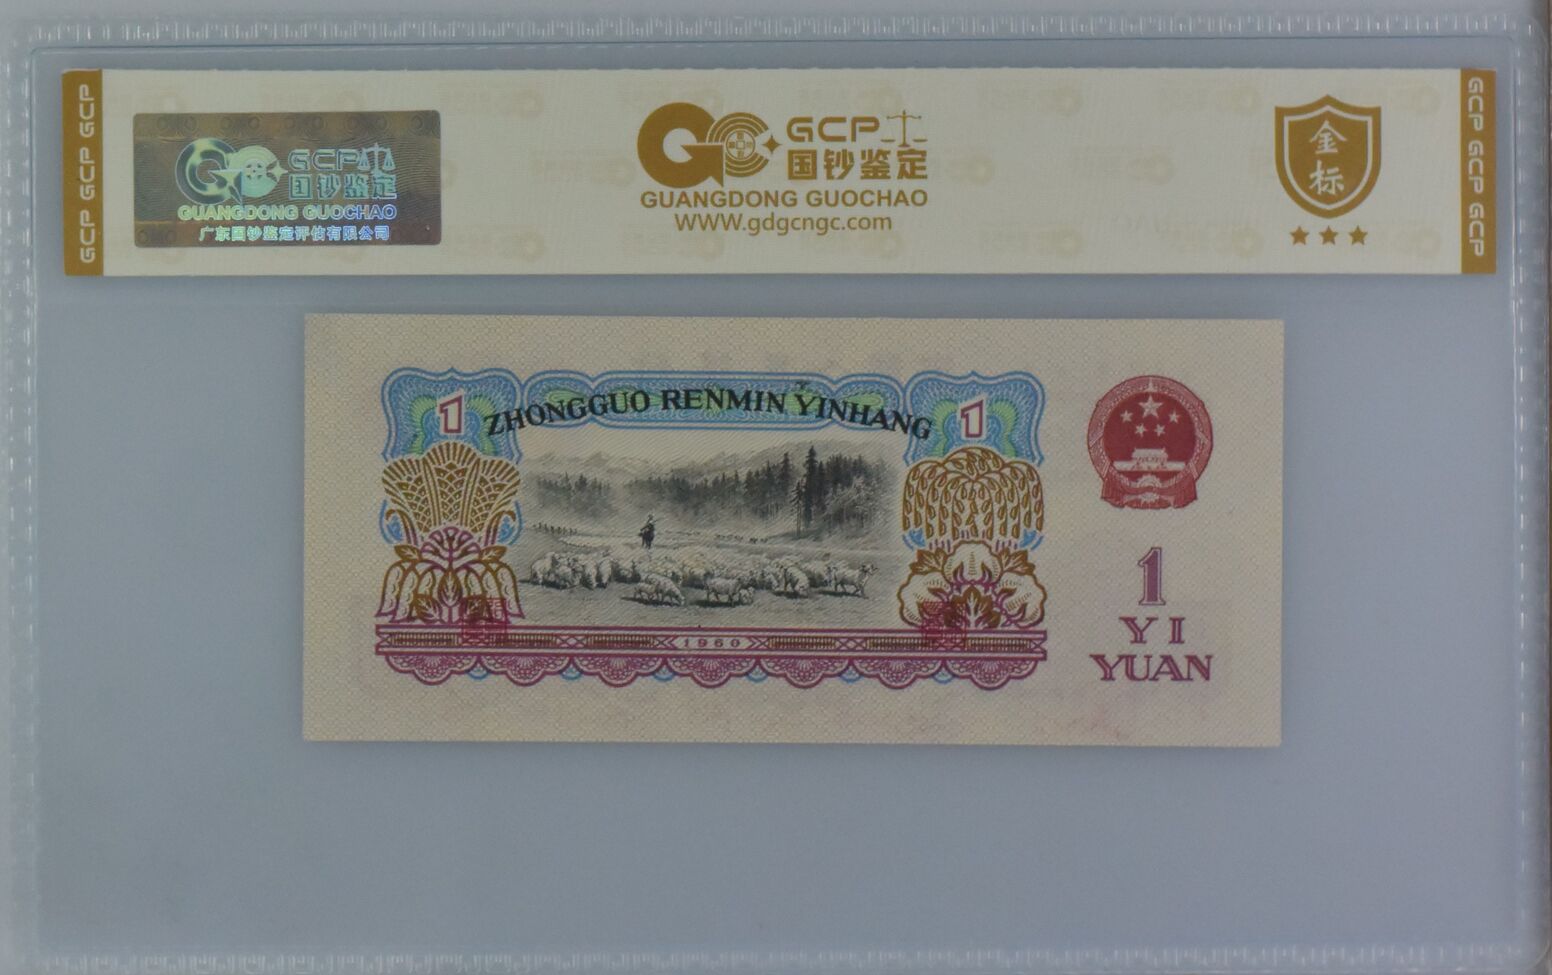 GCP GCP GCP
GCP
国钞鉴定
GUANGDONG GUOCHAO
广东国钞鉴定评估有限公司
GCP
国钞鉴定
GUANGDONG GUOCHAO
WWW.gdgcngc.com
金标
GCP GCP GCP
1
ZHONGGUO RENMIN YINHANG
1
1960
1
YI
YUAN